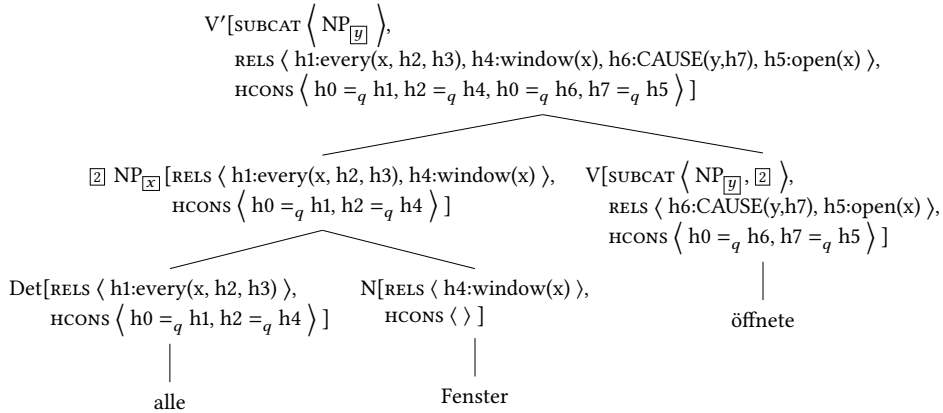 V′[SUBCAT ⟨ NP[y] ⟩,
RELS ⟨ h1:every(x, h2, h3), h4:window(x), h6:CAUSE(y,h7), h5:open(x) ⟩,
HCONS ⟨ h0 =q h1, h2 =q h4, h0 =q h6, h7 =q h5 ⟩ ]
[2] NP[x] [RELS ⟨ h1:every(x, h2, h3), h4:window(x) ⟩,
HCONS ⟨ h0 =q h1, h2 =q h4 ⟩ ]
V[SUBCAT ⟨ NP[y], [2] ⟩,
RELS ⟨ h6:CAUSE(y,h7), h5:open(x) ⟩,
HCONS ⟨ h0 =q h6, h7 =q h5 ⟩ ]
Det[RELS ⟨ h1:every(x, h2, h3) ⟩,
HCONS ⟨ h0 =q h1, h2 =q h4 ⟩ ]
N[RELS ⟨ h4:window(x) ⟩,
HCONS ⟨ ⟩ ]
öffnete
alle
Fenster